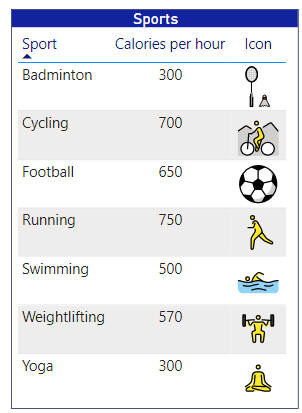 Sports
Sport Calories per hour Icon
Badminton 300
Cycling 700
Football 650
Running 750
Swimming 500
Weightlifting 570
Yoga 300